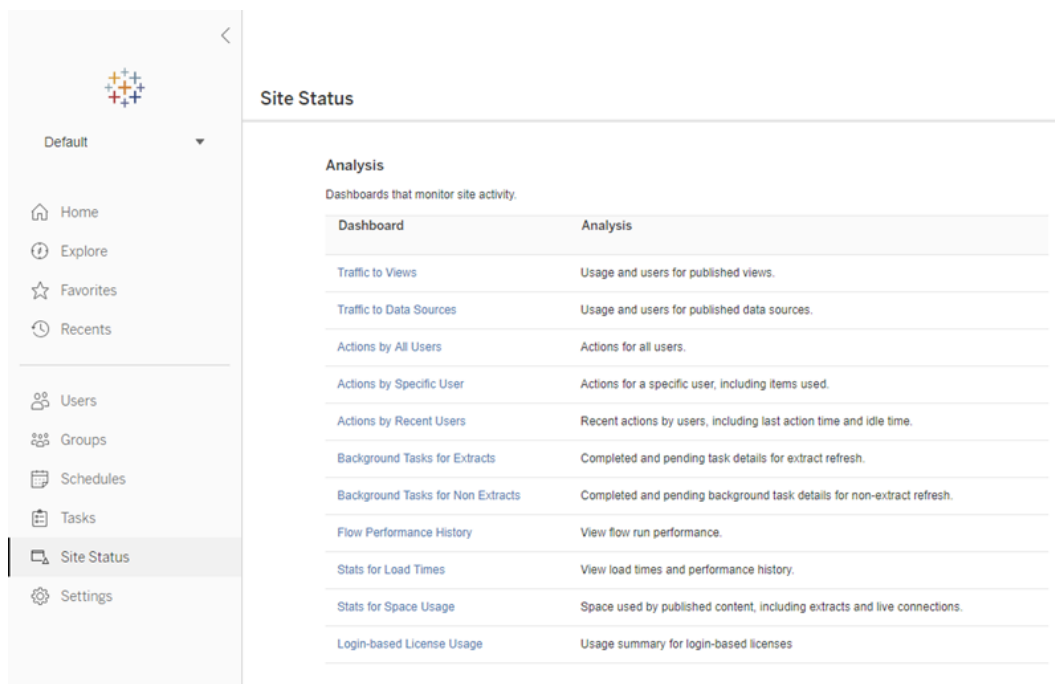 Default
Home
Explore
Favorites
Recents
Users
Groups
Schedules
Tasks
Site Status
Settings
Site Status
Analysis
Dashboards that monitor site activity.
Dashboard Analysis
Traffic to Views Usage and users for published views.
Traffic to Data Sources Usage and users for published data sources.
Actions by All Users Actions for all users.
Actions by Specific User Actions for a specific user, including items used.
Actions by Recent Users Recent actions by users, including last action time and idle time.
Background Tasks for Extracts Completed and pending task details for extract refresh.
Background Tasks for Non Extracts Completed and pending background task details for non-extract refresh.
Flow Performance History View flow run performance.
Stats for Load Times View load times and performance history.
Stats for Space Usage Space used by published content, including extracts and live connections.
Login-based License Usage Usage summary for login-based licenses